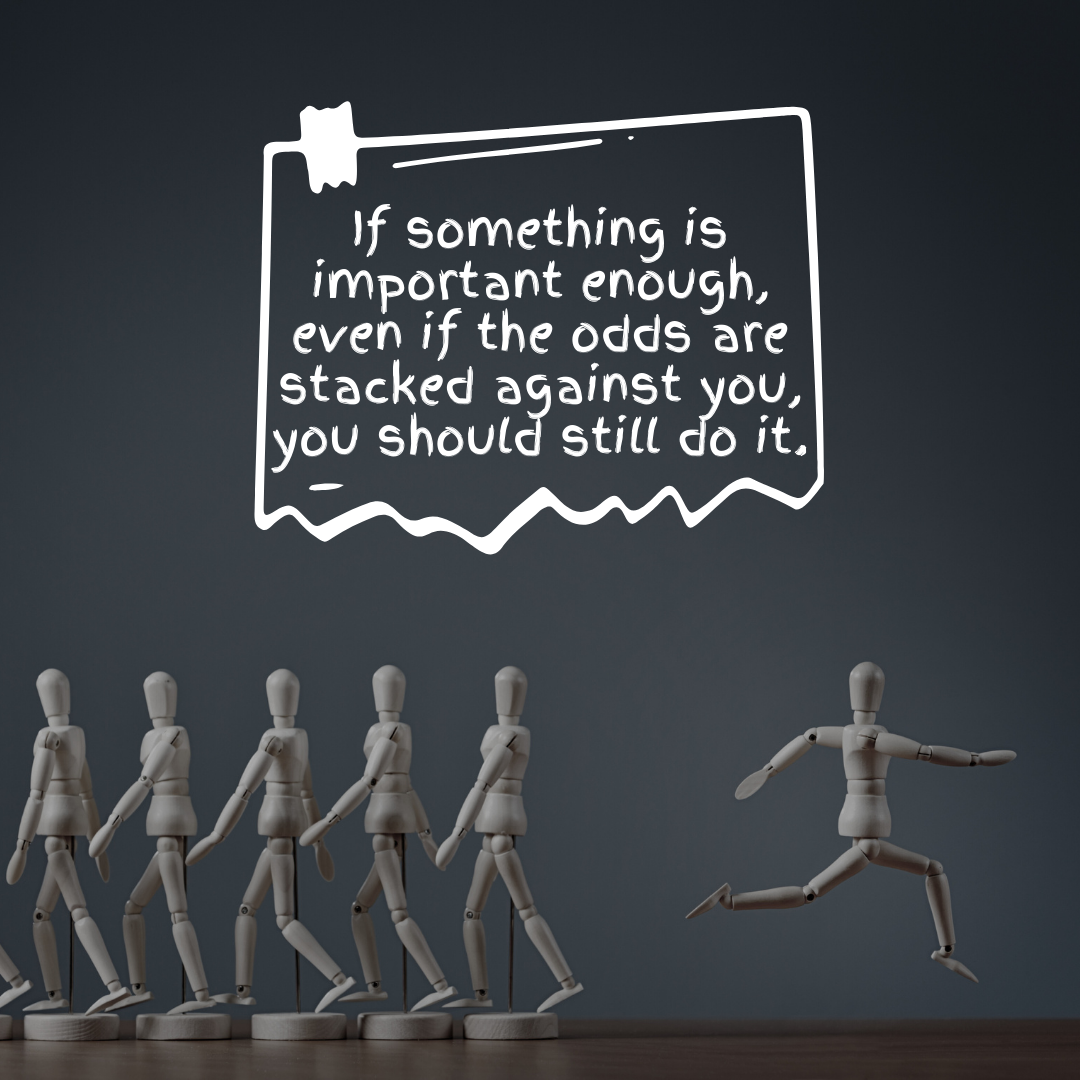 If something is
important enough,
even if the odds are
stacked against you,
you should still do it.